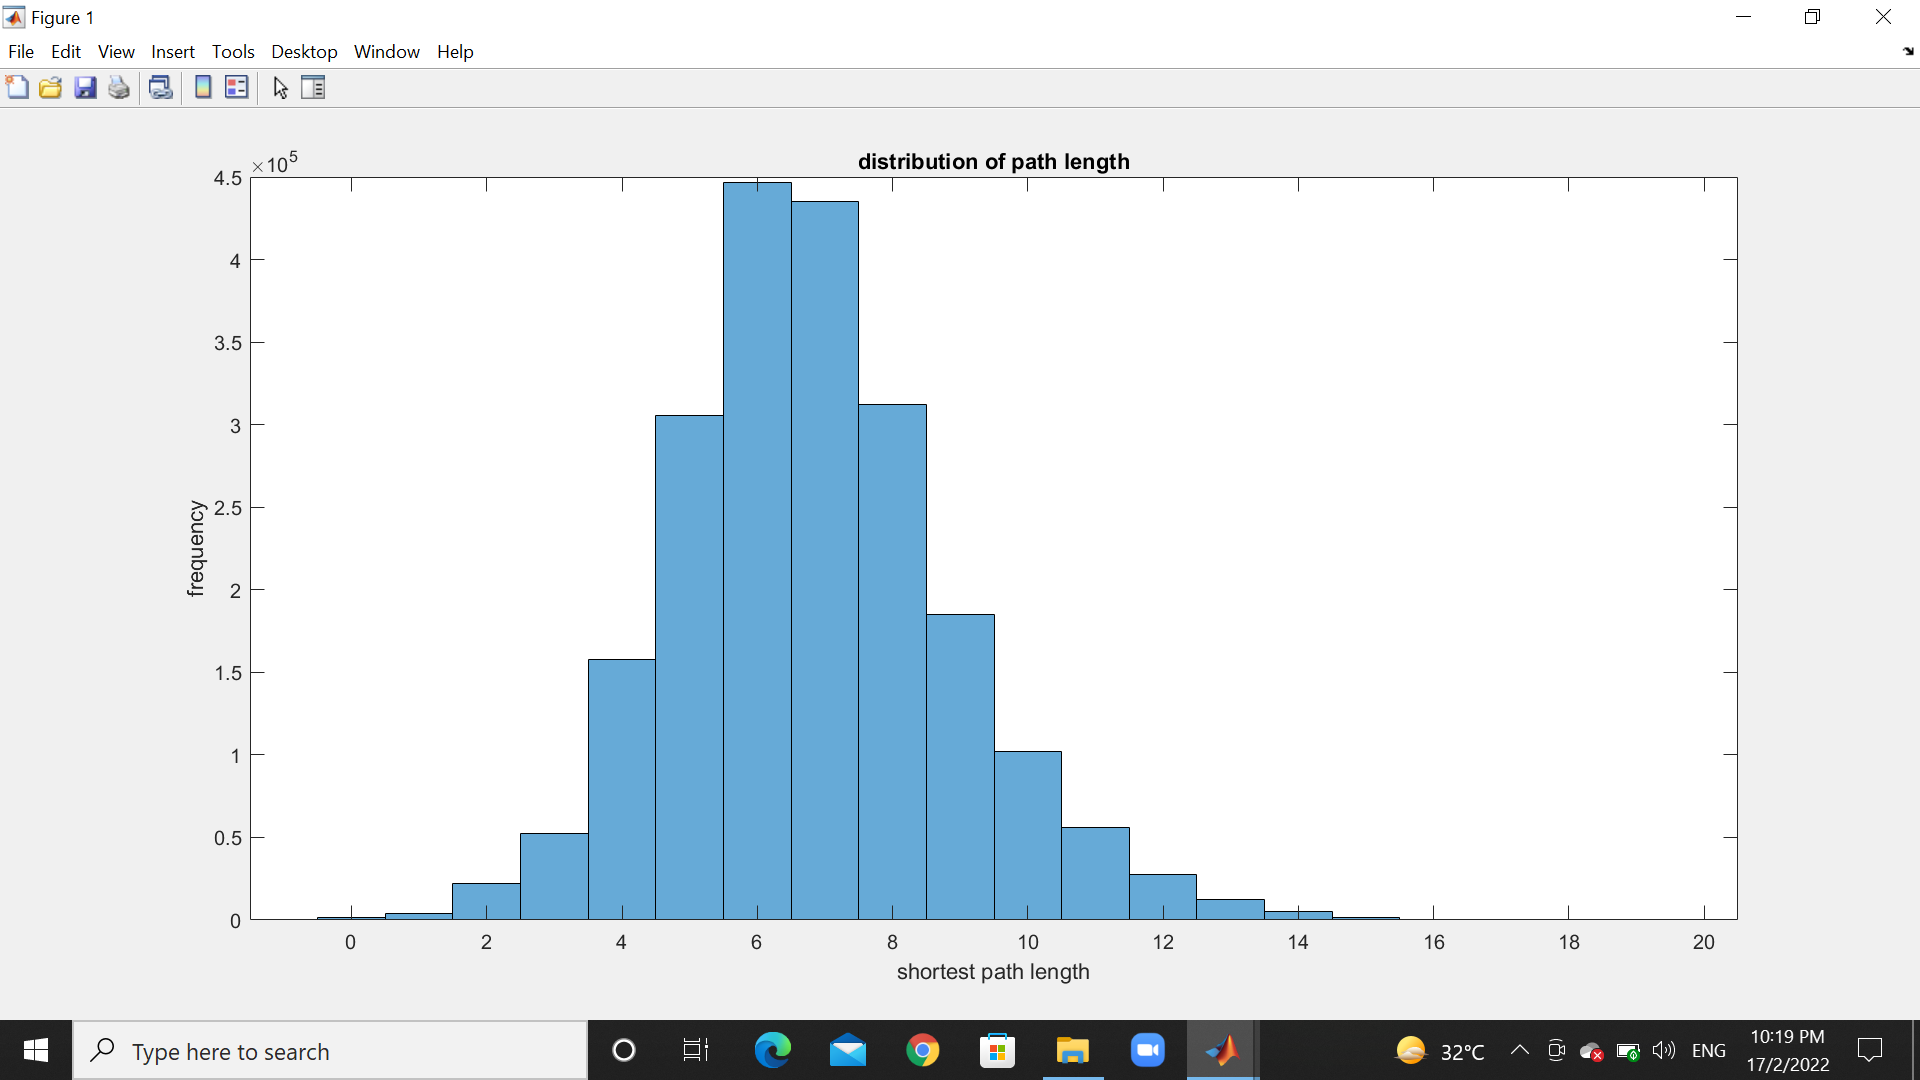 Figure 1
File Edit View Insert Tools Desktop Window Help
×10^5
distribution of path length
4.5
4
3.5
3
2.5
2
1.5
1
0.5
0
frequency
0 2 4 6 8 10 12 14 16 18 20
shortest path length
Type here to search
32°C
ENG
10:19 PM
17/2/2022